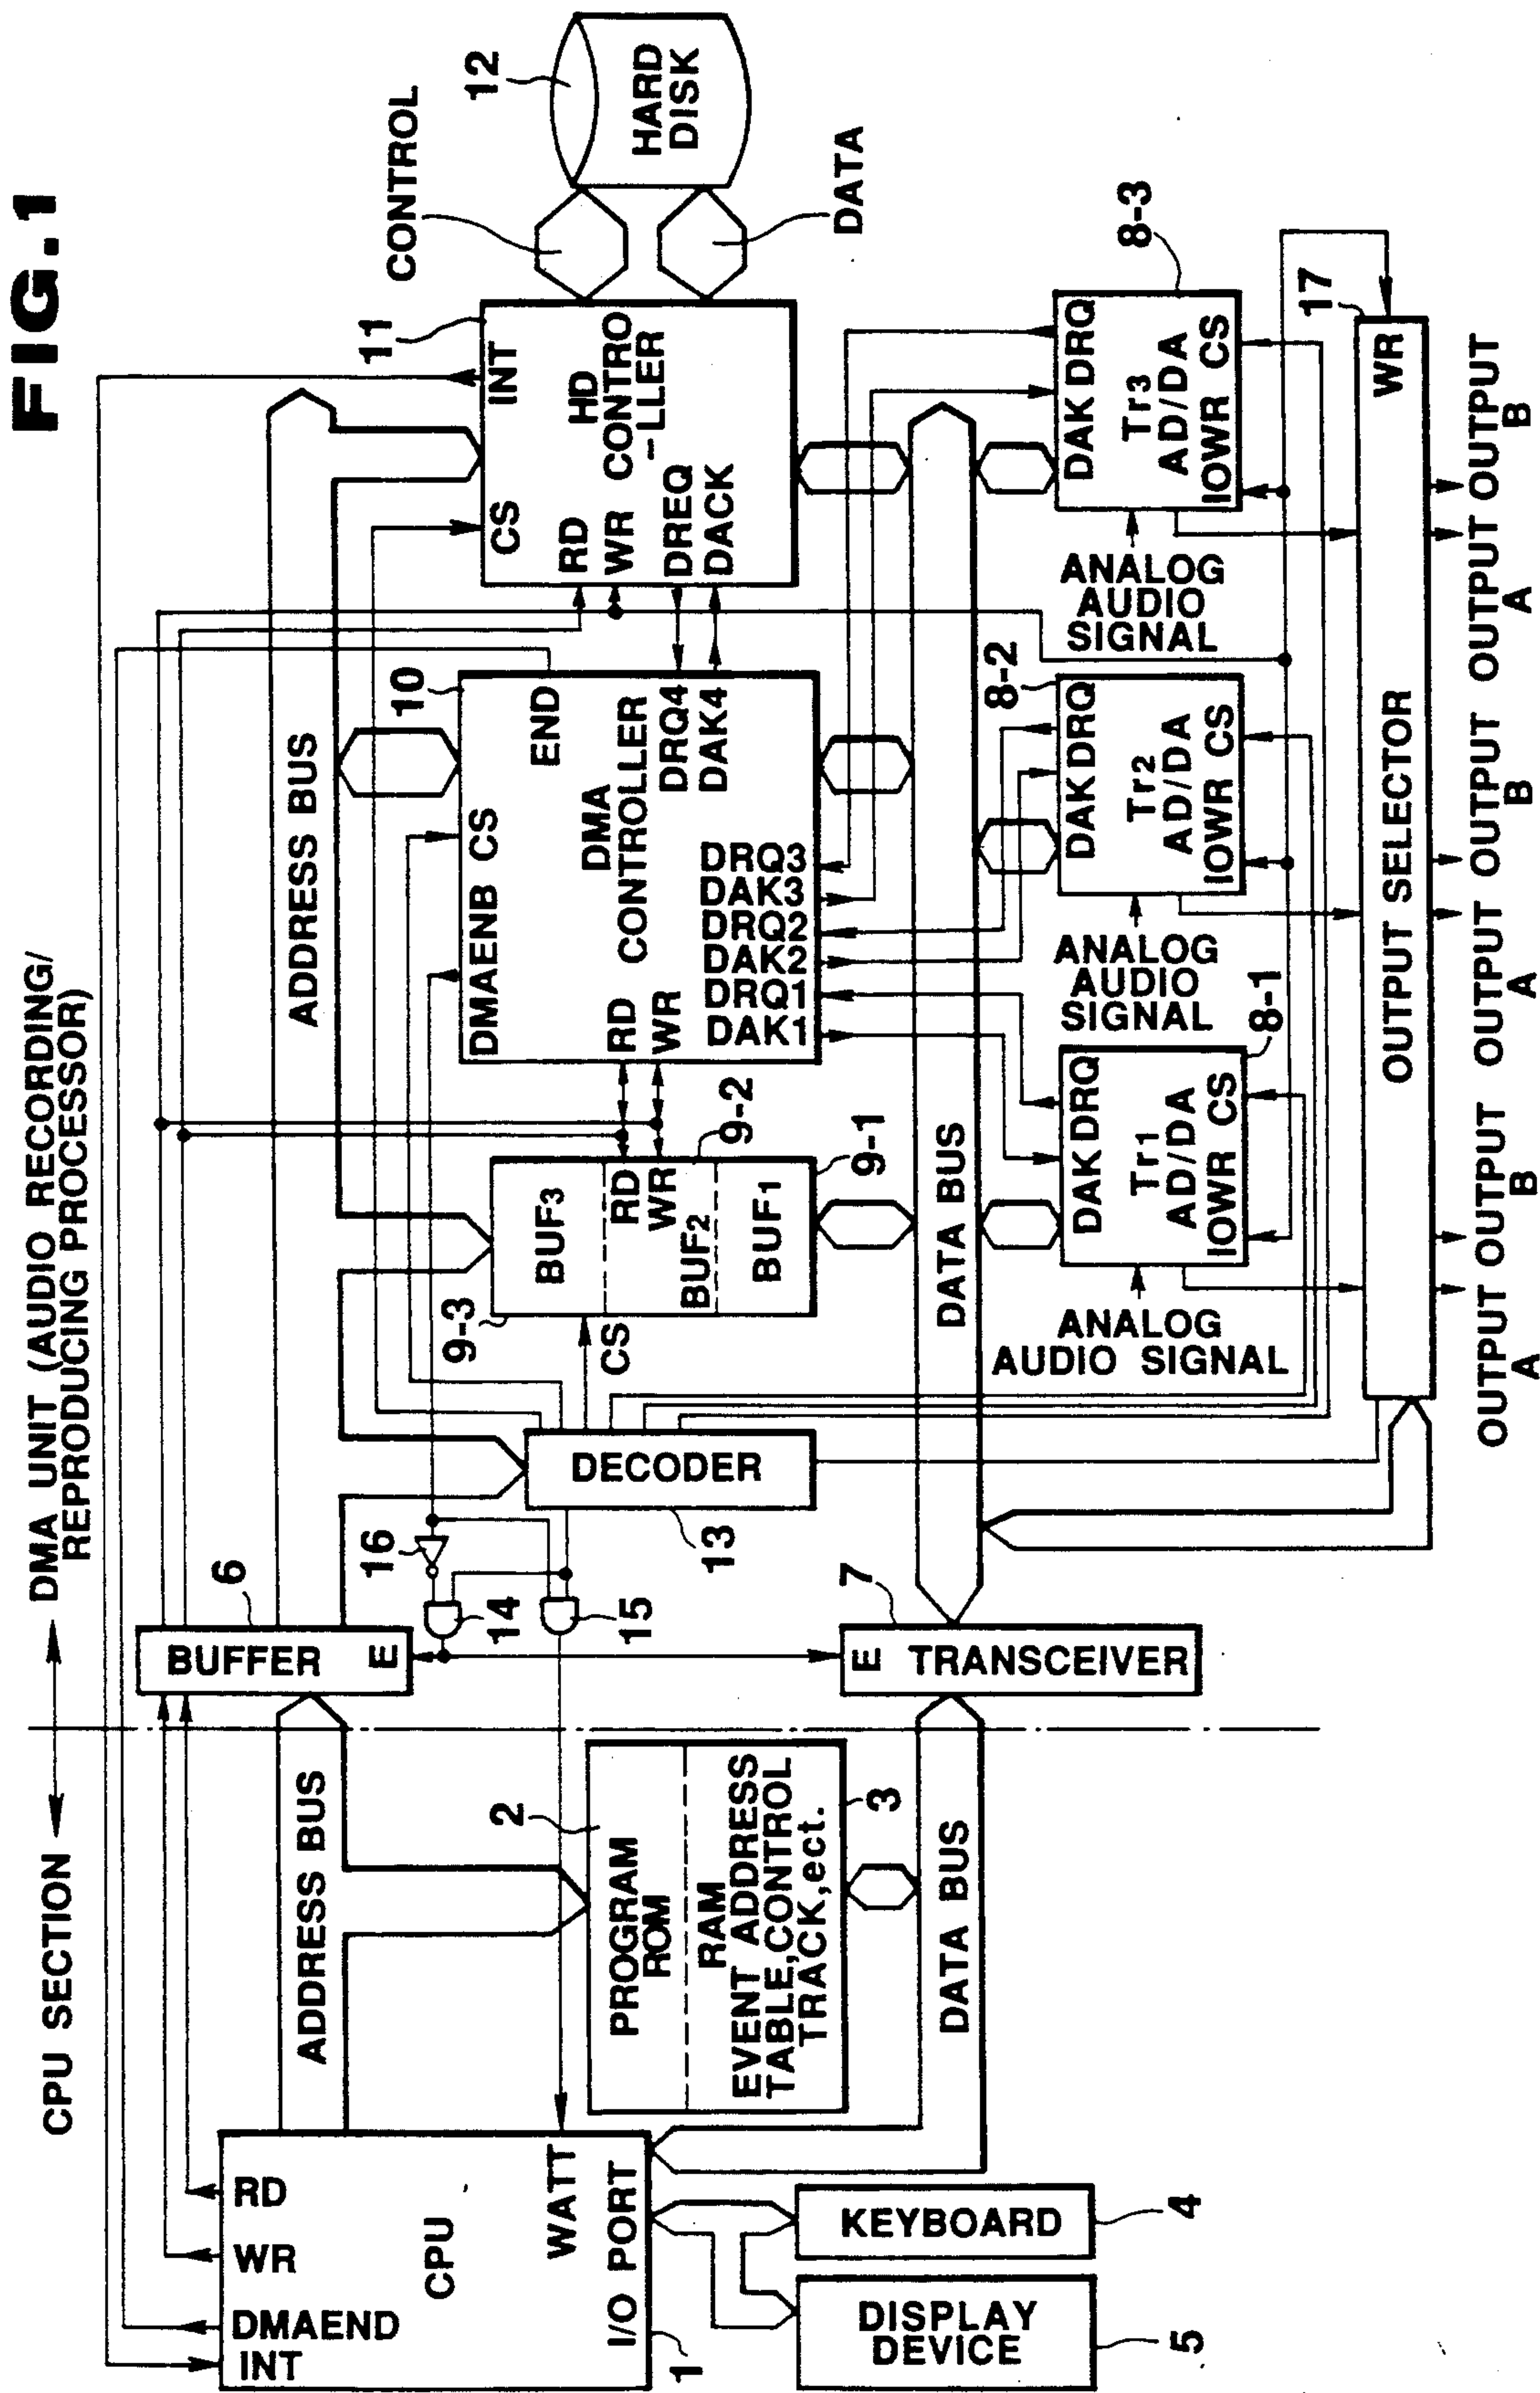 FIG.1
CPU SECTION
DMA UNIT (AUDIO RECORDING/
REPRODUCING PROCESSOR)
INT
DMAEND
WR
RD
CPU
WATT
I/O PORT
1
ADDRESS BUS
2
PROGRAM
ROM
RAM
EVENT ADDRESS
TABLE,CONTROL
TRACK,ect.
3
DATA BUS
KEYBOARD
4
DISPLAY
DEVICE
5
BUFFER
E
6
E
TRANSCEIVER
7
16
14
15
DECODER
13
ADDRESS BUS
9-3
CS
BUF3
RD
WR
BUF2
BUF1
9-2
9-1
10
DMAENB
CS
END
RD
WR
DMA
CONTROLLER
DRQ4
DAK4
DRQ3
DAK3
DRQ2
DAK2
DRQ1
DAK1
11
CS
INT
RD
WR
HD
CONTRO
-LLER
DREQ
DACK
CONTROL
DATA
12
HARD
DISK
DATA BUS
DAK
DRQ
Tr1
AD/DA
IOWR
CS
8-1
ANALOG
AUDIO SIGNAL
DAK
DRQ
Tr2
AD/DA
IOWR
CS
8-2
ANALOG
AUDIO
SIGNAL
DAK
DRQ
Tr3
AD/DA
IOWR
CS
8-3
ANALOG
AUDIO
SIGNAL
OUTPUT SELECTOR
WR
17
OUTPUT
A
OUTPUT
B
OUTPUT
A
OUTPUT
B
OUTPUT
A
OUTPUT
B